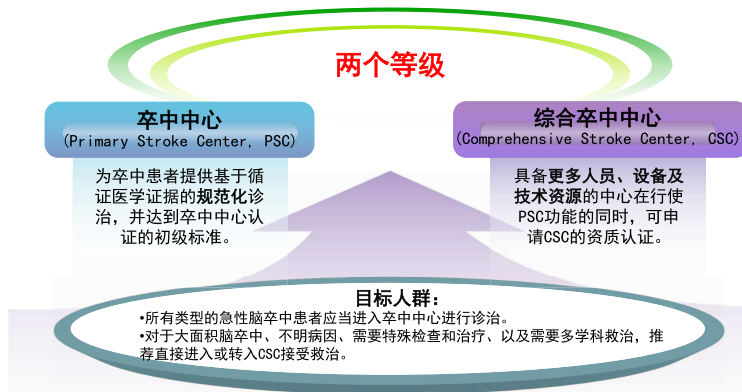 两个等级
卒中中心
(Primary Stroke Center, PSC)
为卒中患者提供基于循
证医学证据的规范化诊
治，并达到卒中中心认
证的初级标准。
综合卒中中心
(Comprehensive Stroke Center, CSC)
具备更多人员、设备及
技术资源的中心在行使
PSC功能的同时，可申
请CSC的资质认证。
目标人群：
•所有类型的急性脑卒中患者应当进入卒中中心进行诊治。
•对于大面积脑卒中、不明病因、需要特殊检查和治疗、以及需要多学科救治，推
荐直接进入或转入CSC接受救治。